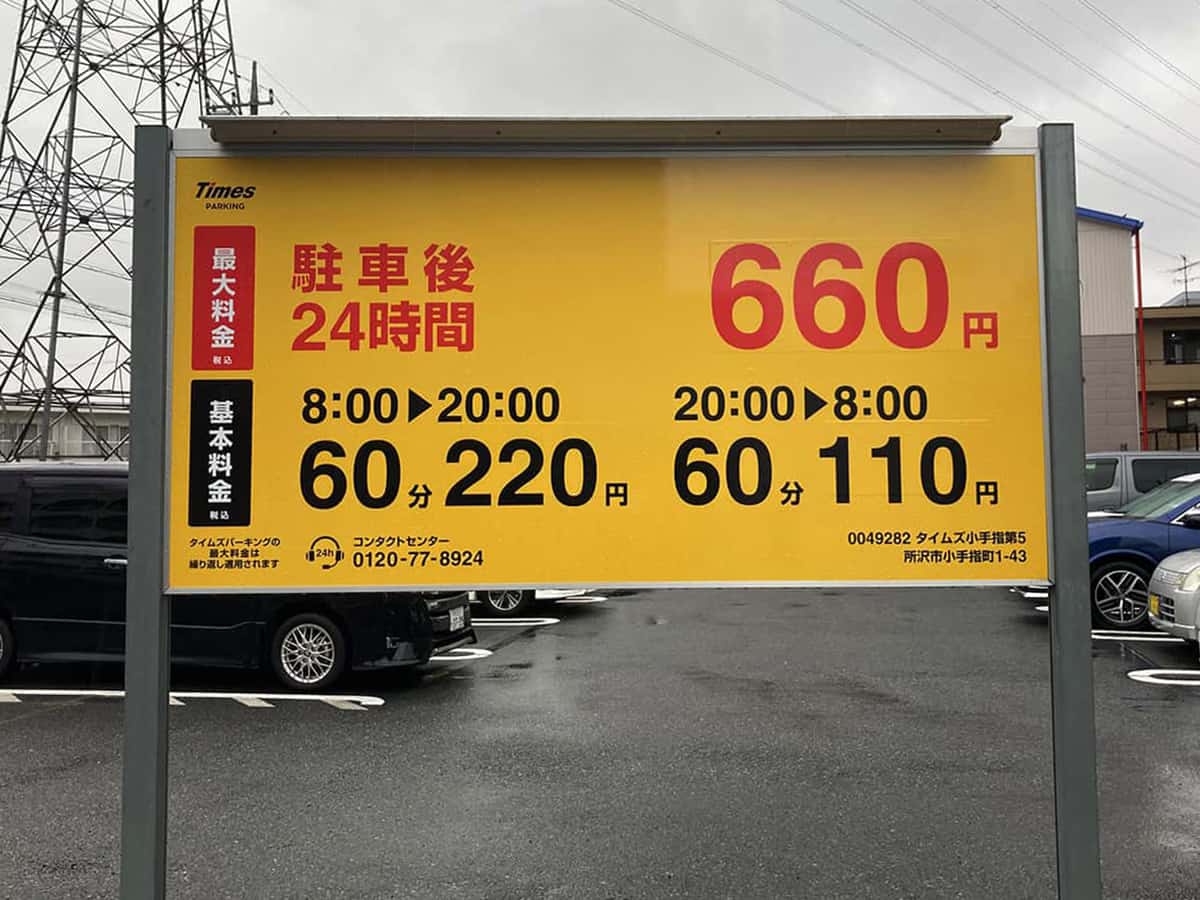 Times
PARKING
最大料金
税込
駐車後
24時間
660円
基本料金
税込
8:00▶20:00
60分220円
20:00▶8:00
60分110円
タイムズパーキングの
最大料金は
繰り返し適用されます
24h
コンタクトセンター
0120-77-8924
0049282 タイムズ小手指第5
所沢市小手指町1-43